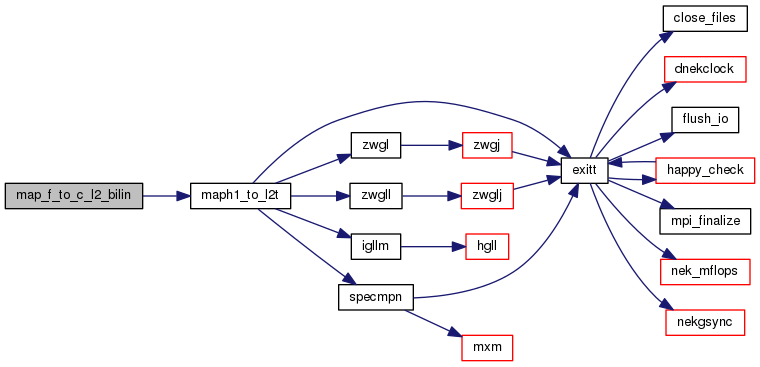 map_f_to_c_l2_bilin
maph1_to_l2t
zwgl
zwgll
igllm
specmpn
zwgj
zwglj
hgll
mxm
exitt
close_files
dnekclock
flush_io
happy_check
mpi_finalize
nek_mflops
nekgsync